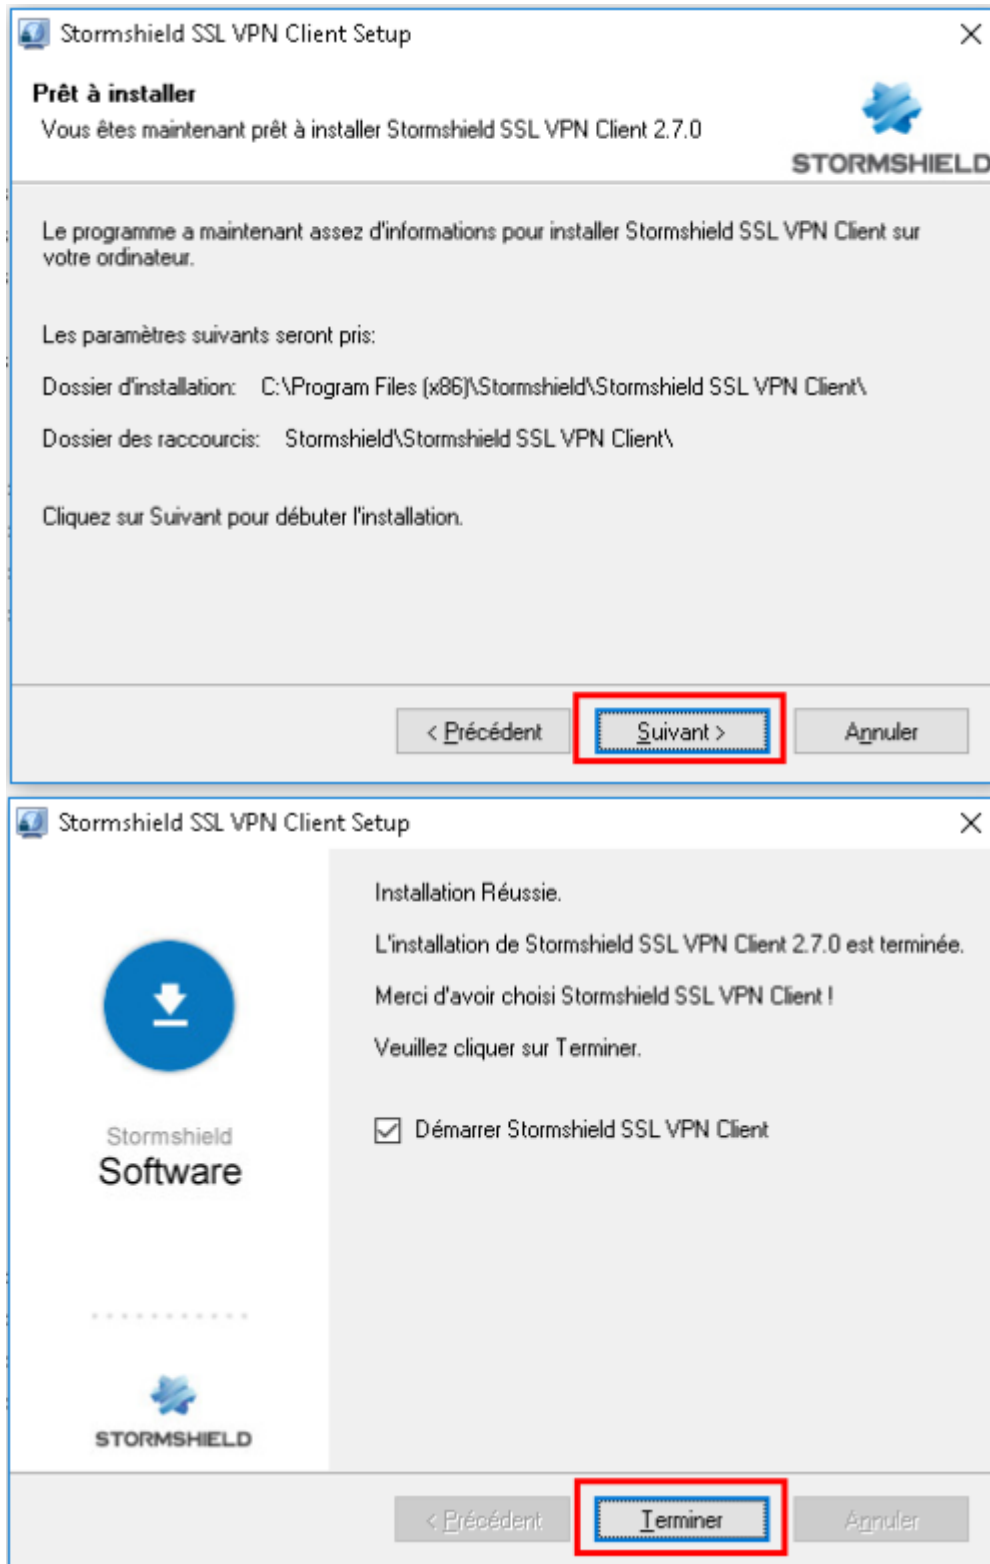 Stormshield SSL VPN Client Setup
Prêt à installer
Vous êtes maintenant prêt à installer Stormshield SSL VPN Client 2.7.0
STORMSHIELD
Le programme a maintenant assez d'informations pour installer Stormshield SSL VPN Client sur
votre ordinateur.
Les paramètres suivants seront pris:
Dossier d'installation: C:\Program Files (x86)\Stormshield\Stormshield SSL VPN Client\
Dossier des raccourcis: Stormshield\Stormshield SSL VPN Client\
Cliquez sur Suivant pour débuter l'installation.
< Précédent Suivant > Annuler
Stormshield SSL VPN Client Setup
Installation Réussie.
L'installation de Stormshield SSL VPN Client 2.7.0 est terminée.
Merci d'avoir choisi Stormshield SSL VPN Client !
Veuillez cliquer sur Terminer.
Démarrer Stormshield SSL VPN Client
Stormshield
Software
STORMSHIELD
< Précédent Terminer Annuler